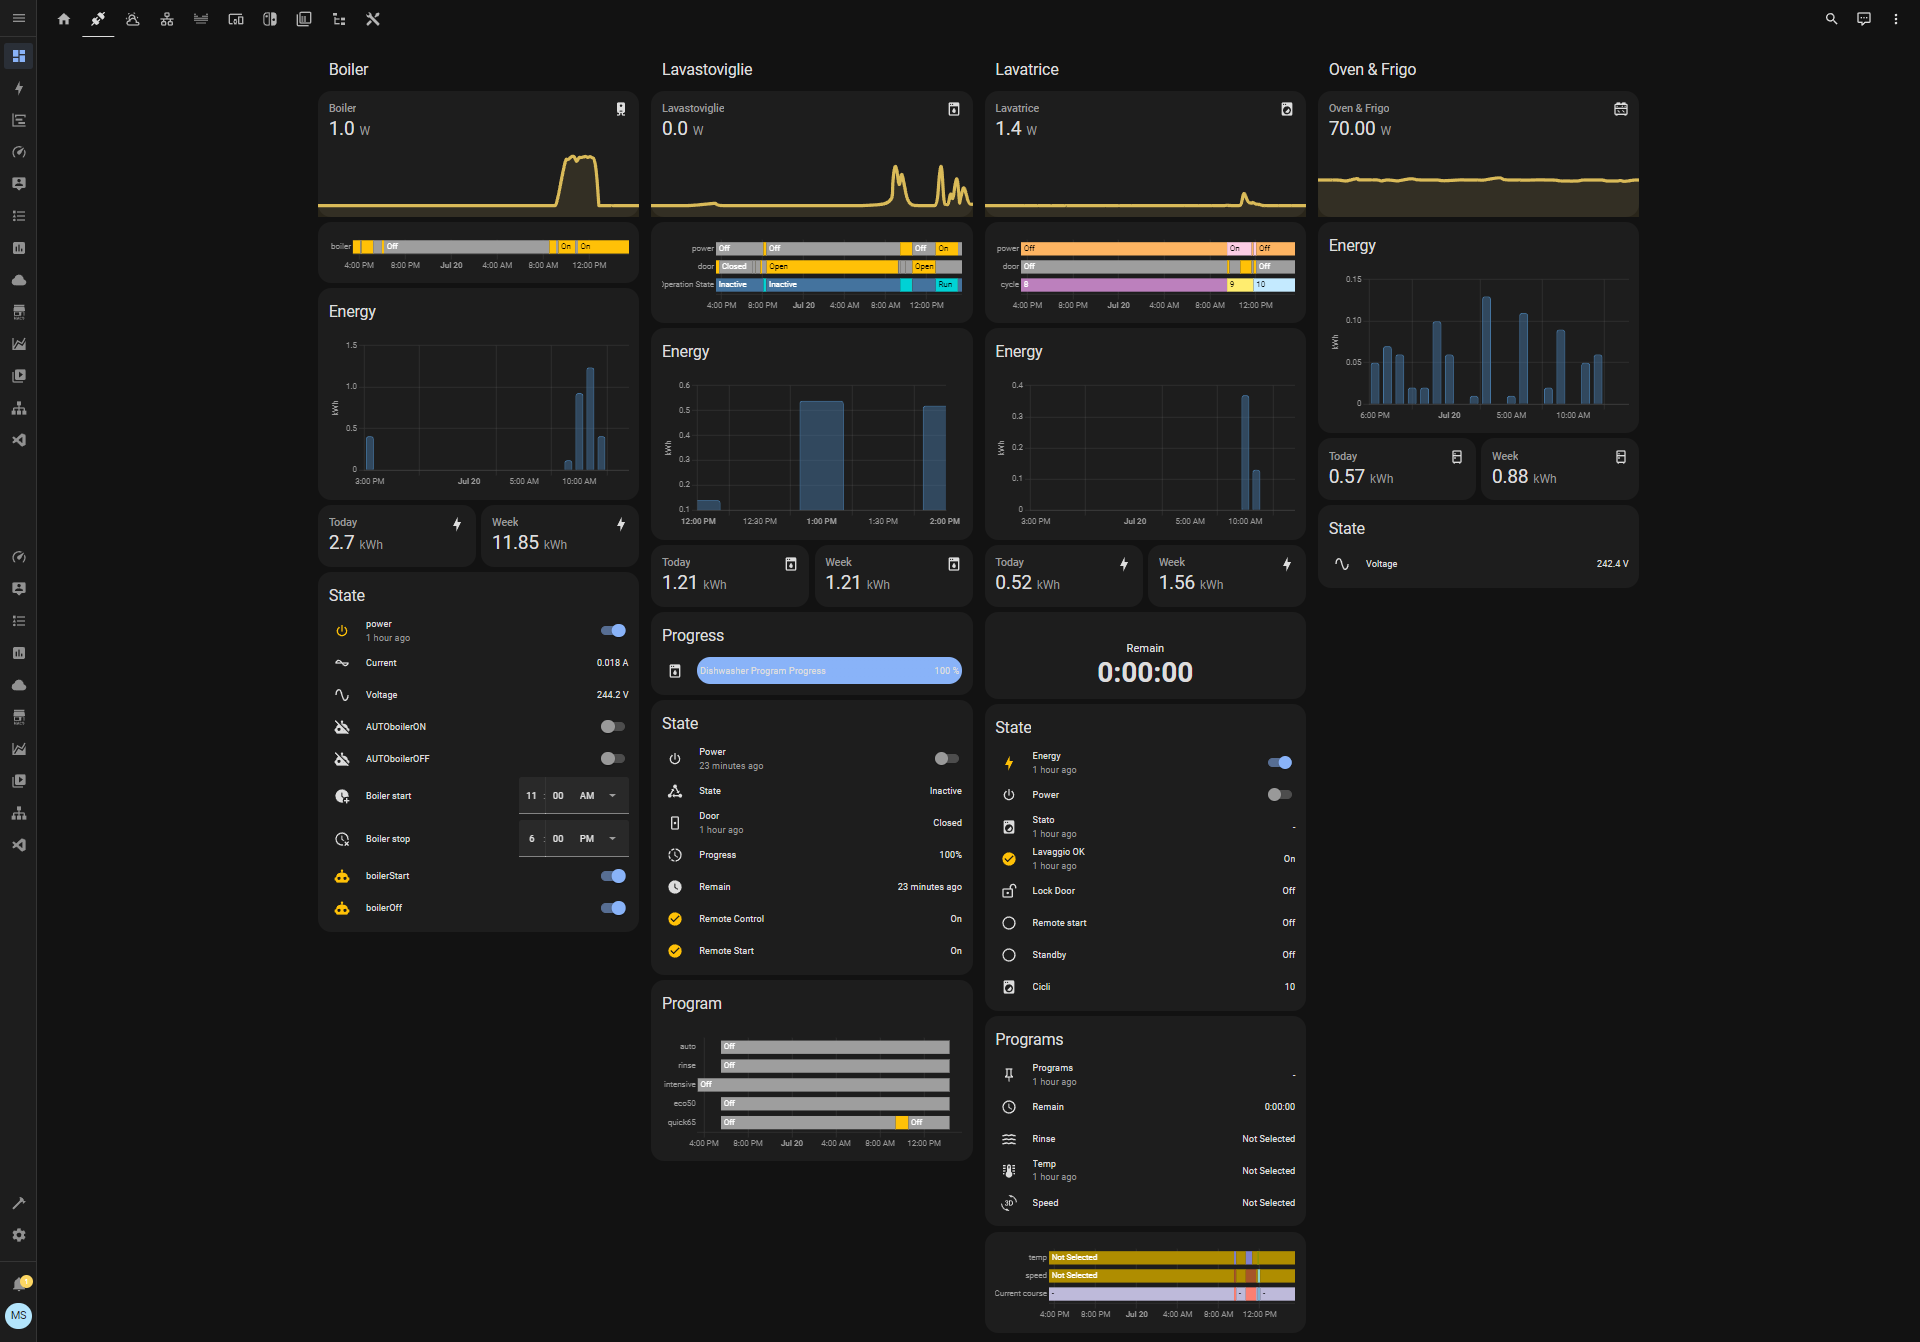 Boiler
Boiler
1.0 W
boiler Off On On
4:00 PM 8:00 PM Jul 20 4:00 AM 8:00 AM 12:00 PM
Energy
1.5
1.0
kWh
0.5
0
3:00 PM Jul 20 5:00 AM 10:00 AM
Today
2.7 kWh
Week
11.85 kWh
State
power
1 hour ago
Current 0.018 A
Voltage 244.2 V
AUTOboilerON
AUTOboilerOFF
Boiler start 11 : 00 AM
Boiler stop 6 : 00 PM
boilerStart
boilerOff
Lavastoviglie
Lavastoviglie
0.0 W
power Off Off Off On
door Closed Open Open
Operation State Inactive Inactive Run
4:00 PM 8:00 PM Jul 20 4:00 AM 8:00 AM 12:00 PM
Energy
0.6
0.5
0.4
kWh
0.3
0.2
0.1
12:00 PM 12:30 PM 1:00 PM 1:30 PM 2:00 PM
Today
1.21 kWh
Week
1.21 kWh
Progress
Dishwasher Program Progress 100 %
State
Power
23 minutes ago
State Inactive
Door Closed
1 hour ago
Progress 100%
Remain 23 minutes ago
Remote Control On
Remote Start On
Program
auto Off
rinse Off
intensive Off
eco50 Off
quick65 Off Off
4:00 PM 8:00 PM Jul 20 4:00 AM 8:00 AM 12:00 PM
Lavatrice
Lavatrice
1.4 W
power Off On Off
door Off Off
cycle 8 9 10
4:00 PM 8:00 PM Jul 20 4:00 AM 8:00 AM 12:00 PM
Energy
0.4
0.3
kWh
0.2
0.1
0
3:00 PM Jul 20 5:00 AM 10:00 AM
Today
0.52 kWh
Week
1.56 kWh
Remain
0:00:00
State
Energy
1 hour ago
Power
Stato -
1 hour ago
Lavaggio OK On
1 hour ago
Lock Door Off
Remote start Off
Standby Off
Cicli 10
Programs
Programs -
1 hour ago
Remain 0:00:00
Rinse Not Selected
Temp Not Selected
1 hour ago
Speed Not Selected
temp Not Selected
speed Not Selected
Current course - - -
4:00 PM 8:00 PM Jul 20 4:00 AM 8:00 AM 12:00 PM
Oven & Frigo
Oven & Frigo
70.00 W
Energy
0.15
0.10
kWh
0.05
0
6:00 PM Jul 20 5:00 AM 10:00 AM
Today
0.57 kWh
Week
0.88 kWh
State
Voltage 242.4 V
MS